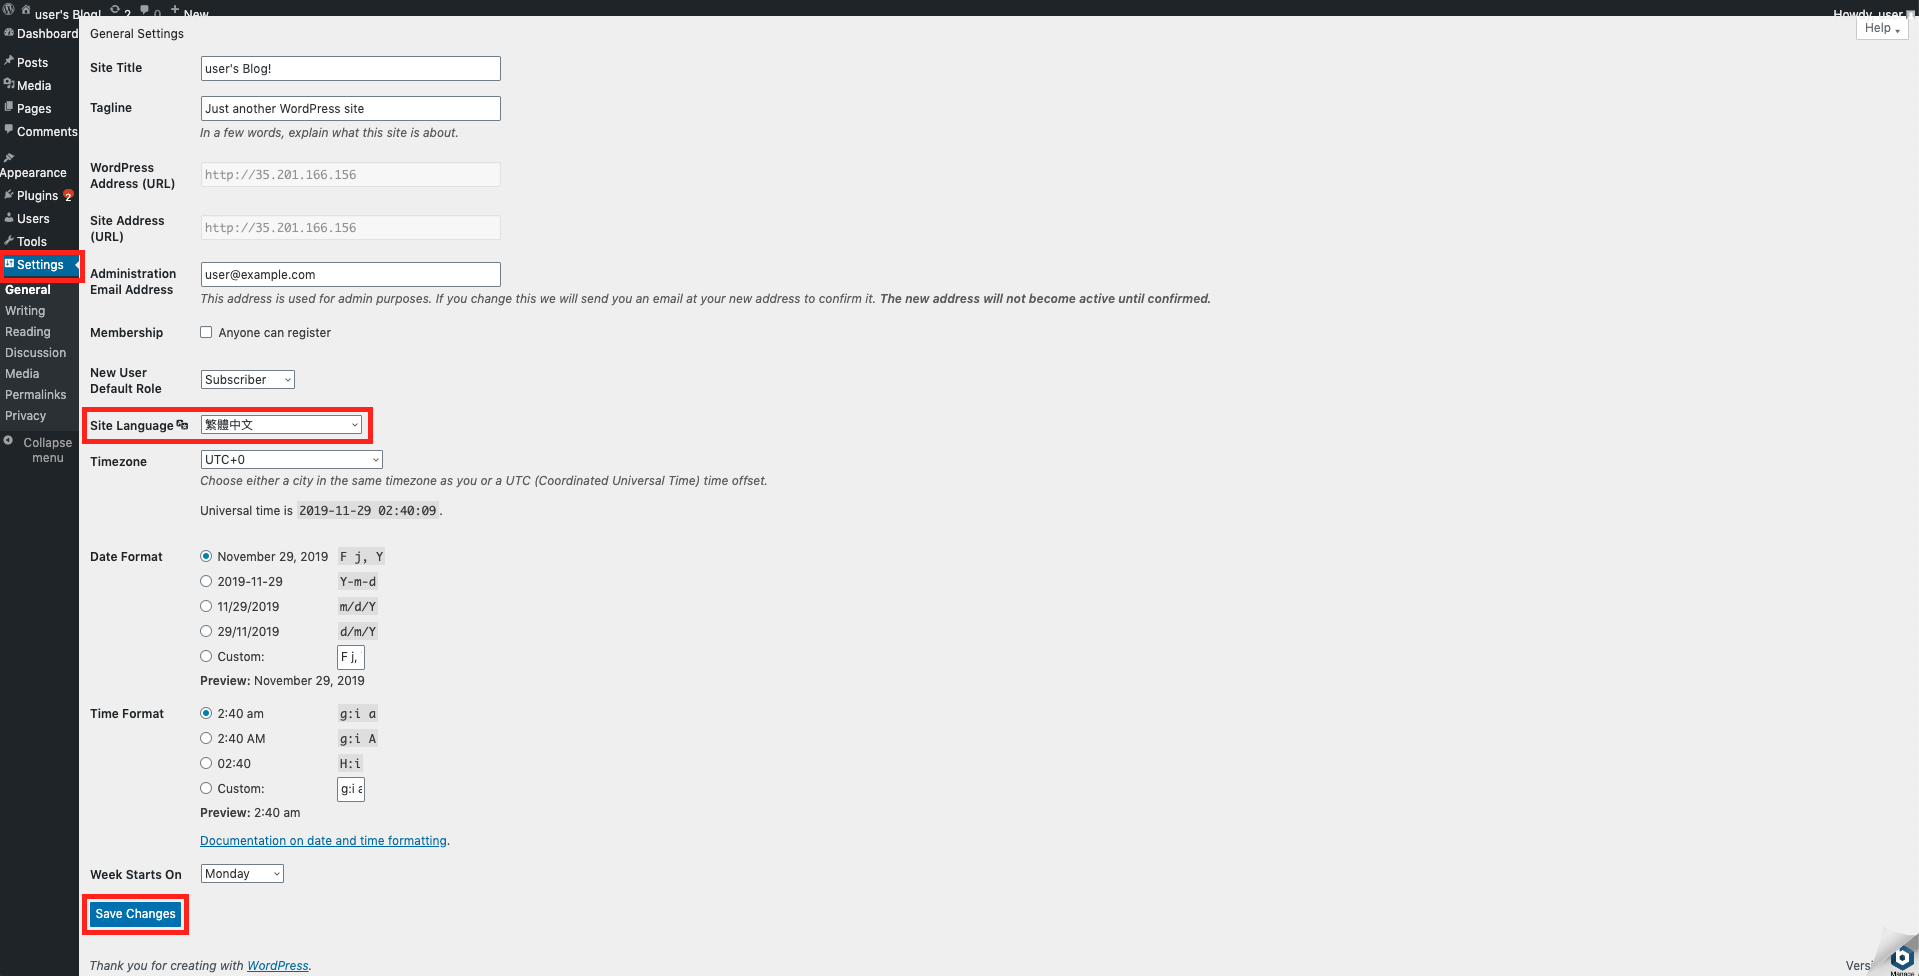 user's Blog! 2 0 New Howdy, user
Help
Dashboard
Posts
Media
Pages
Comments
Appearance
Plugins 2
Users
Tools
Settings
General
Writing
Reading
Discussion
Media
Permalinks
Privacy
Collapse
menu
General Settings
Site Title user's Blog!
Tagline Just another WordPress site
In a few words, explain what this site is about.
WordPress
Address (URL) http://35.201.166.156
Site Address
(URL) http://35.201.166.156
Administration
Email Address user@example.com
This address is used for admin purposes. If you change this we will send you an email at your new address to confirm it. The new address will not become active until confirmed.
Membership Anyone can register
New User
Default Role Subscriber
Site Language 繁體中文
Timezone UTC+0
Choose either a city in the same timezone as you or a UTC (Coordinated Universal Time) time offset.
Universal time is 2019-11-29 02:40:09.
Date Format November 29, 2019 F j, Y
2019-11-29 Y-m-d
11/29/2019 m/d/Y
29/11/2019 d/m/Y
Custom: F j,
Preview: November 29, 2019
Time Format 2:40 am g:i a
2:40 AM g:i A
02:40 H:i
Custom: g:i a
Preview: 2:40 am
Documentation on date and time formatting.
Week Starts On Monday
Save Changes
Thank you for creating with WordPress. Versi
Manage